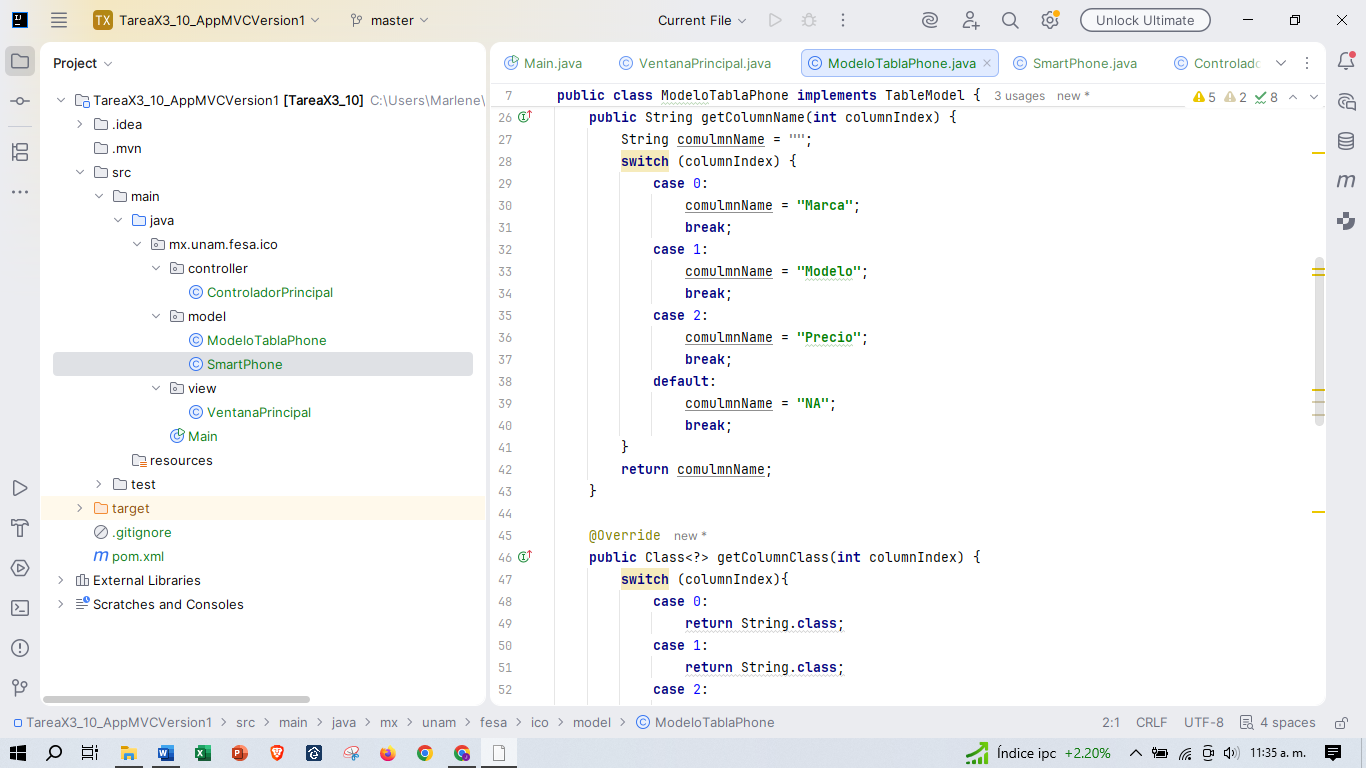 TX TareaX3_10_AppMVCVersion1 master Current File Unlock Ultimate
Project
TareaX3_10_AppMVCVersion1 [TareaX3_10] C:\Users\Marlene\
.idea
.mvn
src
main
java
mx.unam.fesa.ico
controller
ControladorPrincipal
model
ModeloTablaPhone
SmartPhone
view
VentanaPrincipal
Main
resources
test
target
.gitignore
pom.xml
External Libraries
Scratches and Consoles
Main.java VentanaPrincipal.java ModeloTablaPhone.java SmartPhone.java Controlad
7 public class ModeloTablaPhone implements TableModel { 3 usages new * 5 2 8
26 public String getColumnName(int columnIndex) {
27 String comulmnName = "";
28 switch (columnIndex) {
29 case 0:
30 comulmnName = "Marca";
31 break;
32 case 1:
33 comulmnName = "Modelo";
34 break;
35 case 2:
36 comulmnName = "Precio";
37 break;
38 default:
39 comulmnName = "NA";
40 break;
41 }
42 return comulmnName;
43 }
44
45 @Override new *
46 public Class<?> getColumnClass(int columnIndex) {
47 switch (columnIndex){
48 case 0:
49 return String.class;
50 case 1:
51 return String.class;
52 case 2:
TareaX3_10_AppMVCVersion1 > src > main > java > mx > unam > fesa > ico > model > ModeloTablaPhone 2:1 CRLF UTF-8 4 spaces
Índice ipc +2.20% 11:35 a. m.